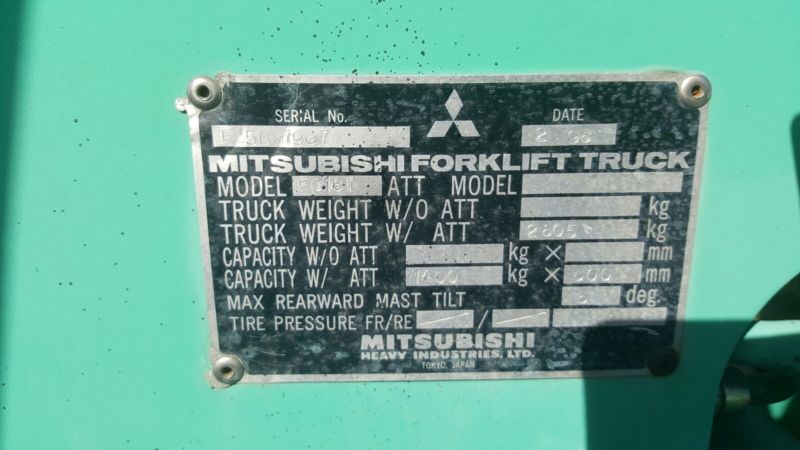 SERIAL No. DATE
MITSUBISHI FORKLIFT TRUCK
MODEL ATT MODEL
TRUCK WEIGHT W/O ATT kg
TRUCK WEIGHT W/ ATT 2605 kg
CAPACITY W/O ATT kg × mm
CAPACITY W/ ATT 1400 kg × 600 mm
MAX REARWARD MAST TILT deg.
TIRE PRESSURE FR/RE /
MITSUBISHI
HEAVY INDUSTRIES, LTD.
TOKYO, JAPAN